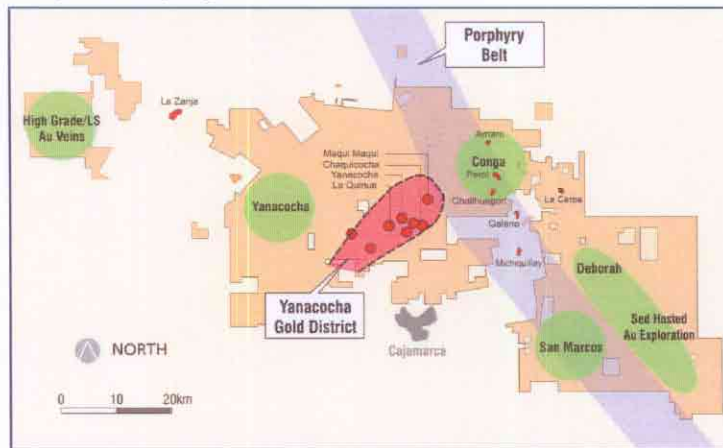 Porphyry
Belt
High Grade/LS
Au Veins
La Zanja
Maqui Maqui
Chaquicocha
Yanacocha
La Quinua
Yanacocha
Conga
Perol
Chailhuagon
La Carpa
Galeno
Michiquillay
Deborah
Sed Hosted
Au Exploration
San Marcos
Yanacocha
Gold District
Cajamarca
NORTH
0 10 20km